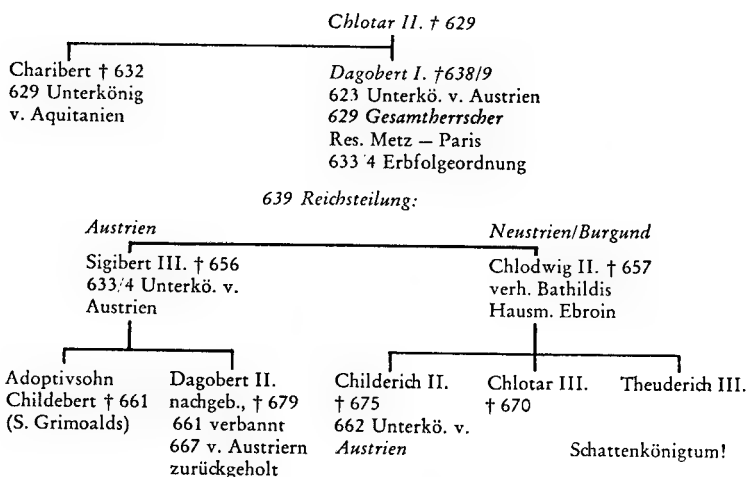 Chlotar II. † 629
Charibert † 632
629 Unterkönig
v. Aquitanien
Dagobert I. †638/9
623 Unterkö. v. Austrien
629 Gesamtherrscher
Res. Metz — Paris
633/4 Erbfolgeordnung
639 Reichsteilung:
Austrien
Sigibert III. † 656
633/4 Unterkö. v.
Austrien
Neustrien/Burgund
Chlodwig II. † 657
verh. Bathildis
Hausm. Ebroin
Adoptivsohn
Childebert † 661
(S. Grimoalds)
Dagobert II.
nachgeb., † 679
661 verbannt
667 v. Austriern
zurückgeholt
Childerich II.
† 675
662 Unterkö. v.
Austrien
Chlotar III.
† 670
Theuderich III.
Schattenkönigtum!